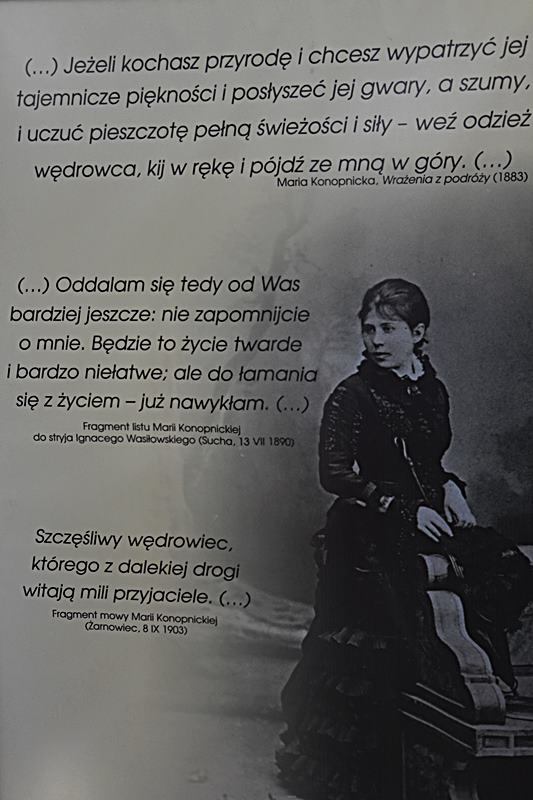 (...) Jeżeli kochasz przyrodę i chcesz wypatrzyć jej
tajemnicze piękności i posłyszeć jej gwary, a szumy,
i uczuć pieszczotę pełną świeżości i siły – weź odzież
wędrowca, kij w rękę i pójdź ze mną w góry. (...)
Maria Konopnicka, Wrażenia z podróży (1883)
(...) Oddalam się tedy od Was
bardziej jeszcze: nie zapomnijcie
o mnie. Będzie to życie twarde
i bardzo niełatwe; ale do łamania
się z życiem – już nawykłam. (...)
Fragment listu Marii Konopnickiej
do stryja Ignacego Wasiłowskiego (Sucha, 13 VII 1890)
Szczęśliwy wędrowiec,
którego z dalekiej drogi
witają mili przyjaciele. (...)
Fragment mowy Marii Konopnickiej
(Żarnowiec, 8 IX 1903)